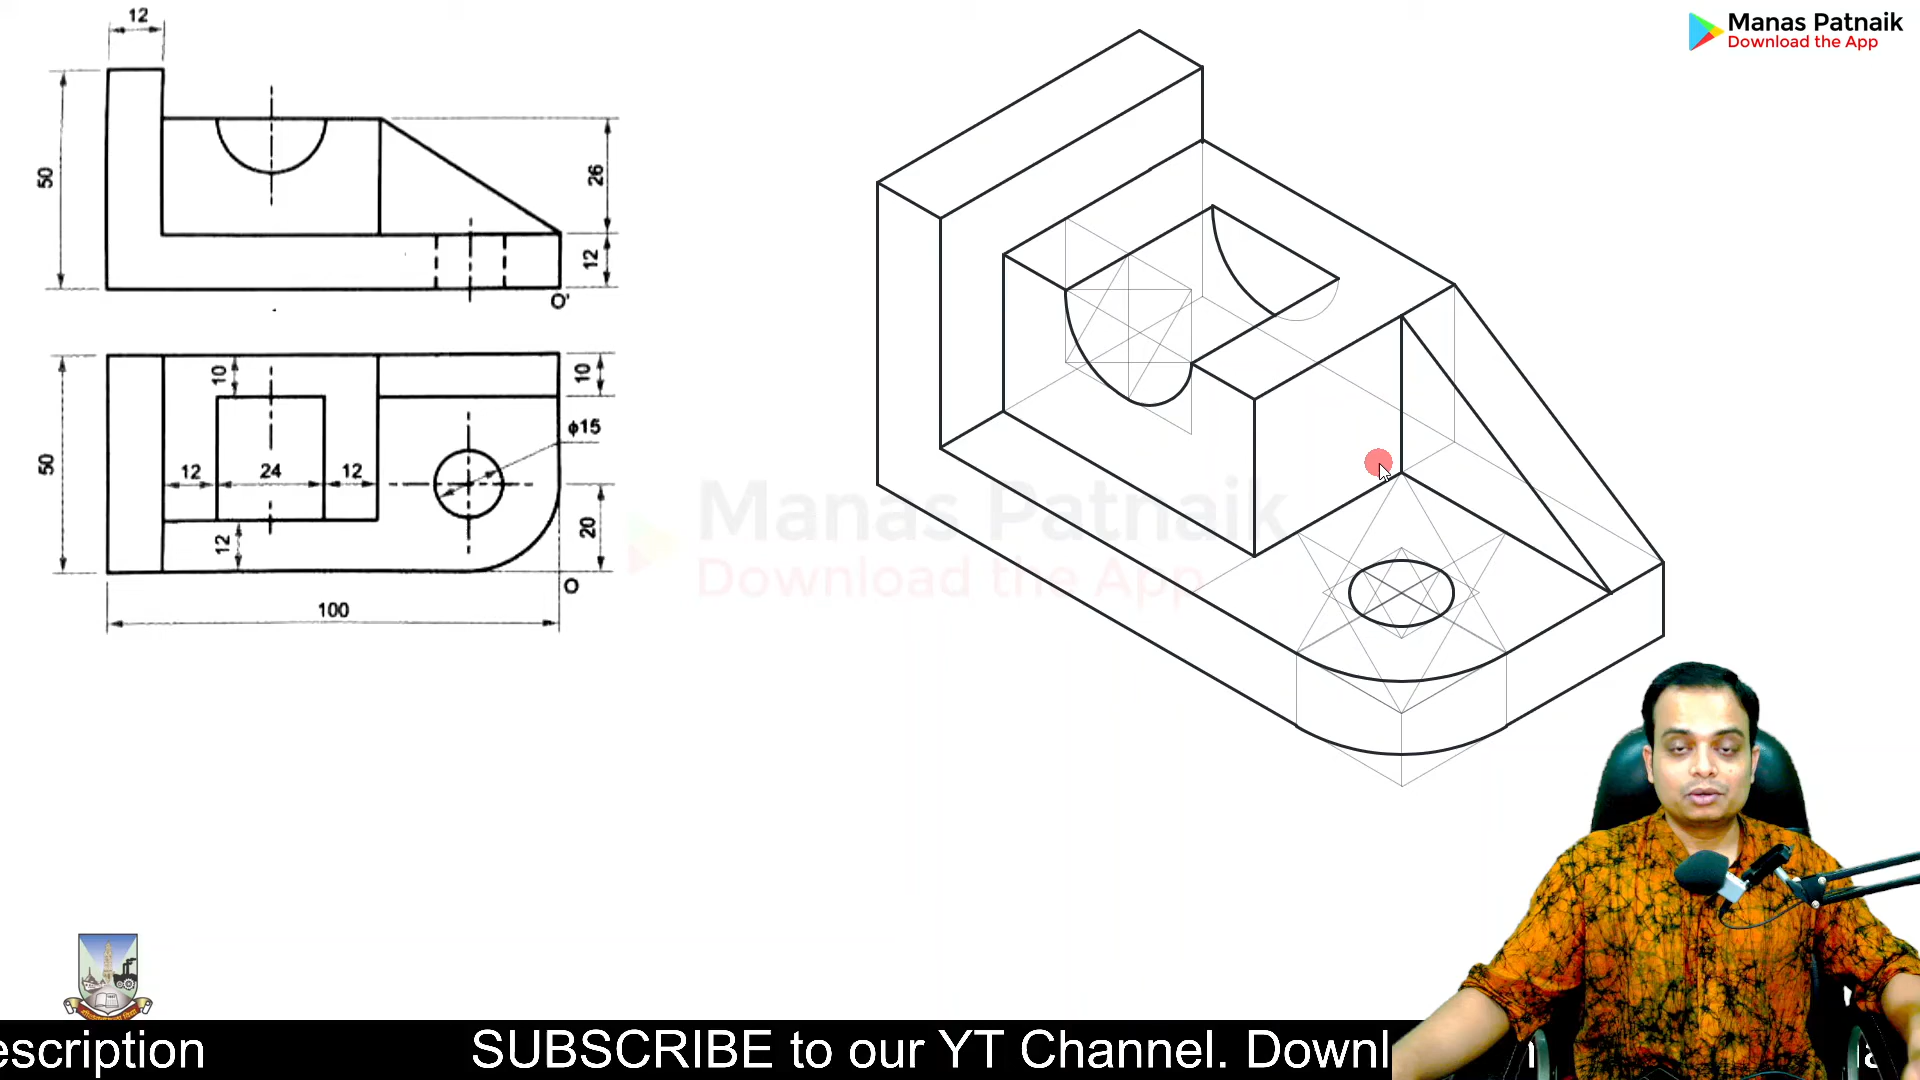 12
Manas Patnaik
Download the App
50
26
12
O'
10
10
ϕ15
50
12
24
12
20
12
O
100
Manas Patnaik
Download the App
escription
SUBSCRIBE to our YT Channel. Downl